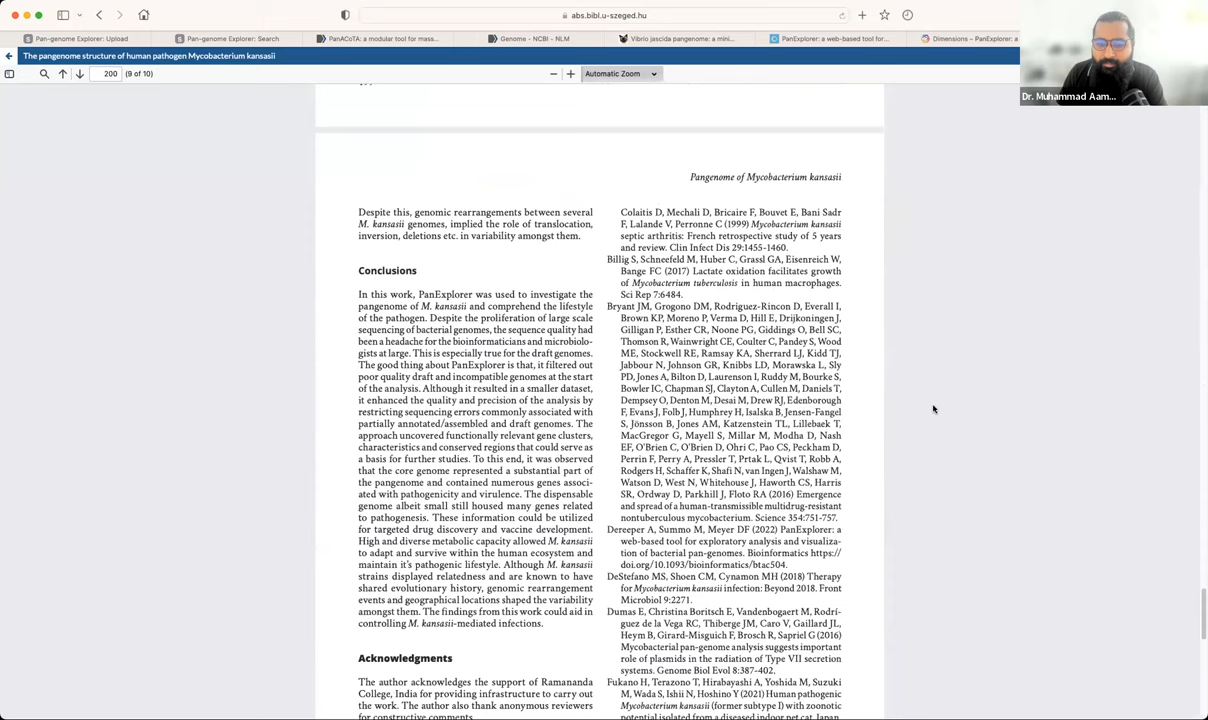 abs.bibl.u-szeged.hu
Pan-genome Explorer: Upload
Pan-genome Explorer: Search
PanACoTA: a modular tool for mass...
Genome - NCBI - NLM
Vibrio jascida pangenome: a mini...
PanExplorer: a web-based tool for...
Dimensions – PanExplorer: a
The pangenome structure of human pathogen Mycobacterium kansasii
200 (9 of 10)
Automatic Zoom
Dr. Muhammad Aam...
Pangenome of Mycobacterium kansasii
Despite this, genomic rearrangements between several
M. kansasii genomes, implied the role of translocation,
inversion, deletions etc. in variability amongst them.
Conclusions
In this work, PanExplorer was used to investigate the
pangenome of M. kansasii and comprehend the lifestyle
of the pathogen. Despite the proliferation of large scale
sequencing of bacterial genomes, the sequence quality had
been a headache for the bioinformaticians and microbiolo-
gists at large. This is especially true for the draft genomes.
The good thing about PanExplorer is that, it filtered out
poor quality draft and incompatible genomes at the start
of the analysis. Although it resulted in a smaller dataset,
it enhanced the quality and precision of the analysis by
restricting sequencing errors commonly associated with
partially annotated/assembled and draft genomes. The
approach uncovered functionally relevant gene clusters,
characteristics and conserved regions that could serve as
a basis for further studies. To this end, it was observed
that the core genome represented a substantial part of
the pangenome and contained numerous genes associ-
ated with pathogenicity and virulence. The dispensable
genome albeit small still housed many genes related
to pathogenesis. These information could be utilized
for targeted drug discovery and vaccine development.
High and diverse metabolic capacity allowed M. kansasii
to adapt and survive within the human ecosystem and
maintain it's pathogenic lifestyle. Although M. kansasii
strains displayed relatedness and are known to have
shared evolutionary history, genomic rearrangement
events and geographical locations shaped the variability
amongst them. The findings from this work could aid in
controlling M. kansasii-mediated infections.
Acknowledgments
The author acknowledges the support of Ramananda
College, India for providing infrastructure to carry out
the work. The author also thank anonymous reviewers
for constructive comments.
Colaitis D, Mechali D, Bricaire F, Bouvet E, Bani Sadr
F, Lalande V, Perronne C (1999) Mycobacterium kansasii
septic arthritis: French retrospective study of 5 years
and review. Clin Infect Dis 29:1455-1460.
Billig S, Schneefeld M, Huber C, Grassl GA, Eisenreich W,
Bange FC (2017) Lactate oxidation facilitates growth
of Mycobacterium tuberculosis in human macrophages.
Sci Rep 7:6484.
Bryant JM, Grogono DM, Rodriguez-Rincon D, Everall I,
Brown KP, Moreno P, Verma D, Hill E, Drijkoningen J,
Gilligan P, Esther CR, Noone PG, Giddings O, Bell SC,
Thomson R, Wainwright CE, Coulter C, Pandey S, Wood
ME, Stockwell RE, Ramsay KA, Sherrard LJ, Kidd TJ,
Jabbour N, Johnson GR, Knibbs LD, Morawska L, Sly
PD, Jones A, Bilton D, Laurenson I, Ruddy M, Bourke S,
Bowler IC, Chapman SJ, Clayton A, Cullen M, Daniels T,
Dempsey O, Denton M, Desai M, Drew RJ, Edenborough
F, Evans J, Folb J, Humphrey H, Isalska B, Jensen-Fangel
S, Jönsson B, Jones AM, Katzenstein TL, Lillebaek T,
MacGregor G, Mayell S, Millar M, Modha D, Nash
EF, O'Brien C, O'Brien D, Ohri C, Pao CS, Peckham D,
Perrin F, Perry A, Pressler T, Prtak L, Qvist T, Robb A,
Rodgers H, Schaffer K, Shafi N, van Ingen J, Walshaw M,
Watson D, West N, Whitehouse J, Haworth CS, Harris
SR, Ordway D, Parkhill J, Floto RA (2016) Emergence
and spread of a human-transmissible multidrug-resistant
nontuberculous mycobacterium. Science 354:751-757.
Dereeper A, Summo M, Meyer DF (2022) PanExplorer: a
web-based tool for exploratory analysis and visualiza-
tion of bacterial pan-genomes. Bioinformatics https://
doi.org/10.1093/bioinformatics/btac504.
DeStefano MS, Shoen CM, Cynamon MH (2018) Therapy
for Mycobacterium kansasii infection: Beyond 2018. Front
Microbiol 9:2271.
Dumas E, Christina Boritsch E, Vandenbogaert M, Rodrí-
guez de la Vega RC, Thiberge JM, Caro V, Gaillard JL,
Heym B, Girard-Misguich F, Brosch R, Sapriel G (2016)
Mycobacterial pan-genome analysis suggests important
role of plasmids in the radiation of Type VII secretion
systems. Genome Biol Evol 8:387-402.
Fukano H, Terazono T, Hirabayashi A, Yoshida M, Suzuki
M, Wada S, Ishii N, Hoshino Y (2021) Human pathogenic
Mycobacterium kansasii (former subtype I) with zoonotic
potential isolated from a diseased indoor pet cat, Japan.